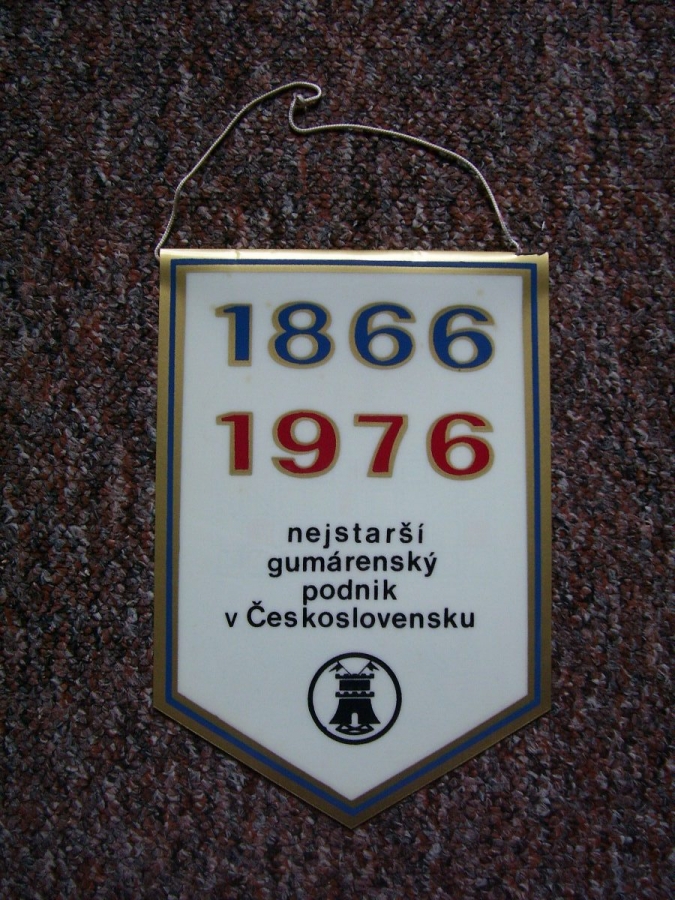 1866
1976
nejstarší
gumárenský
podnik
v Československu